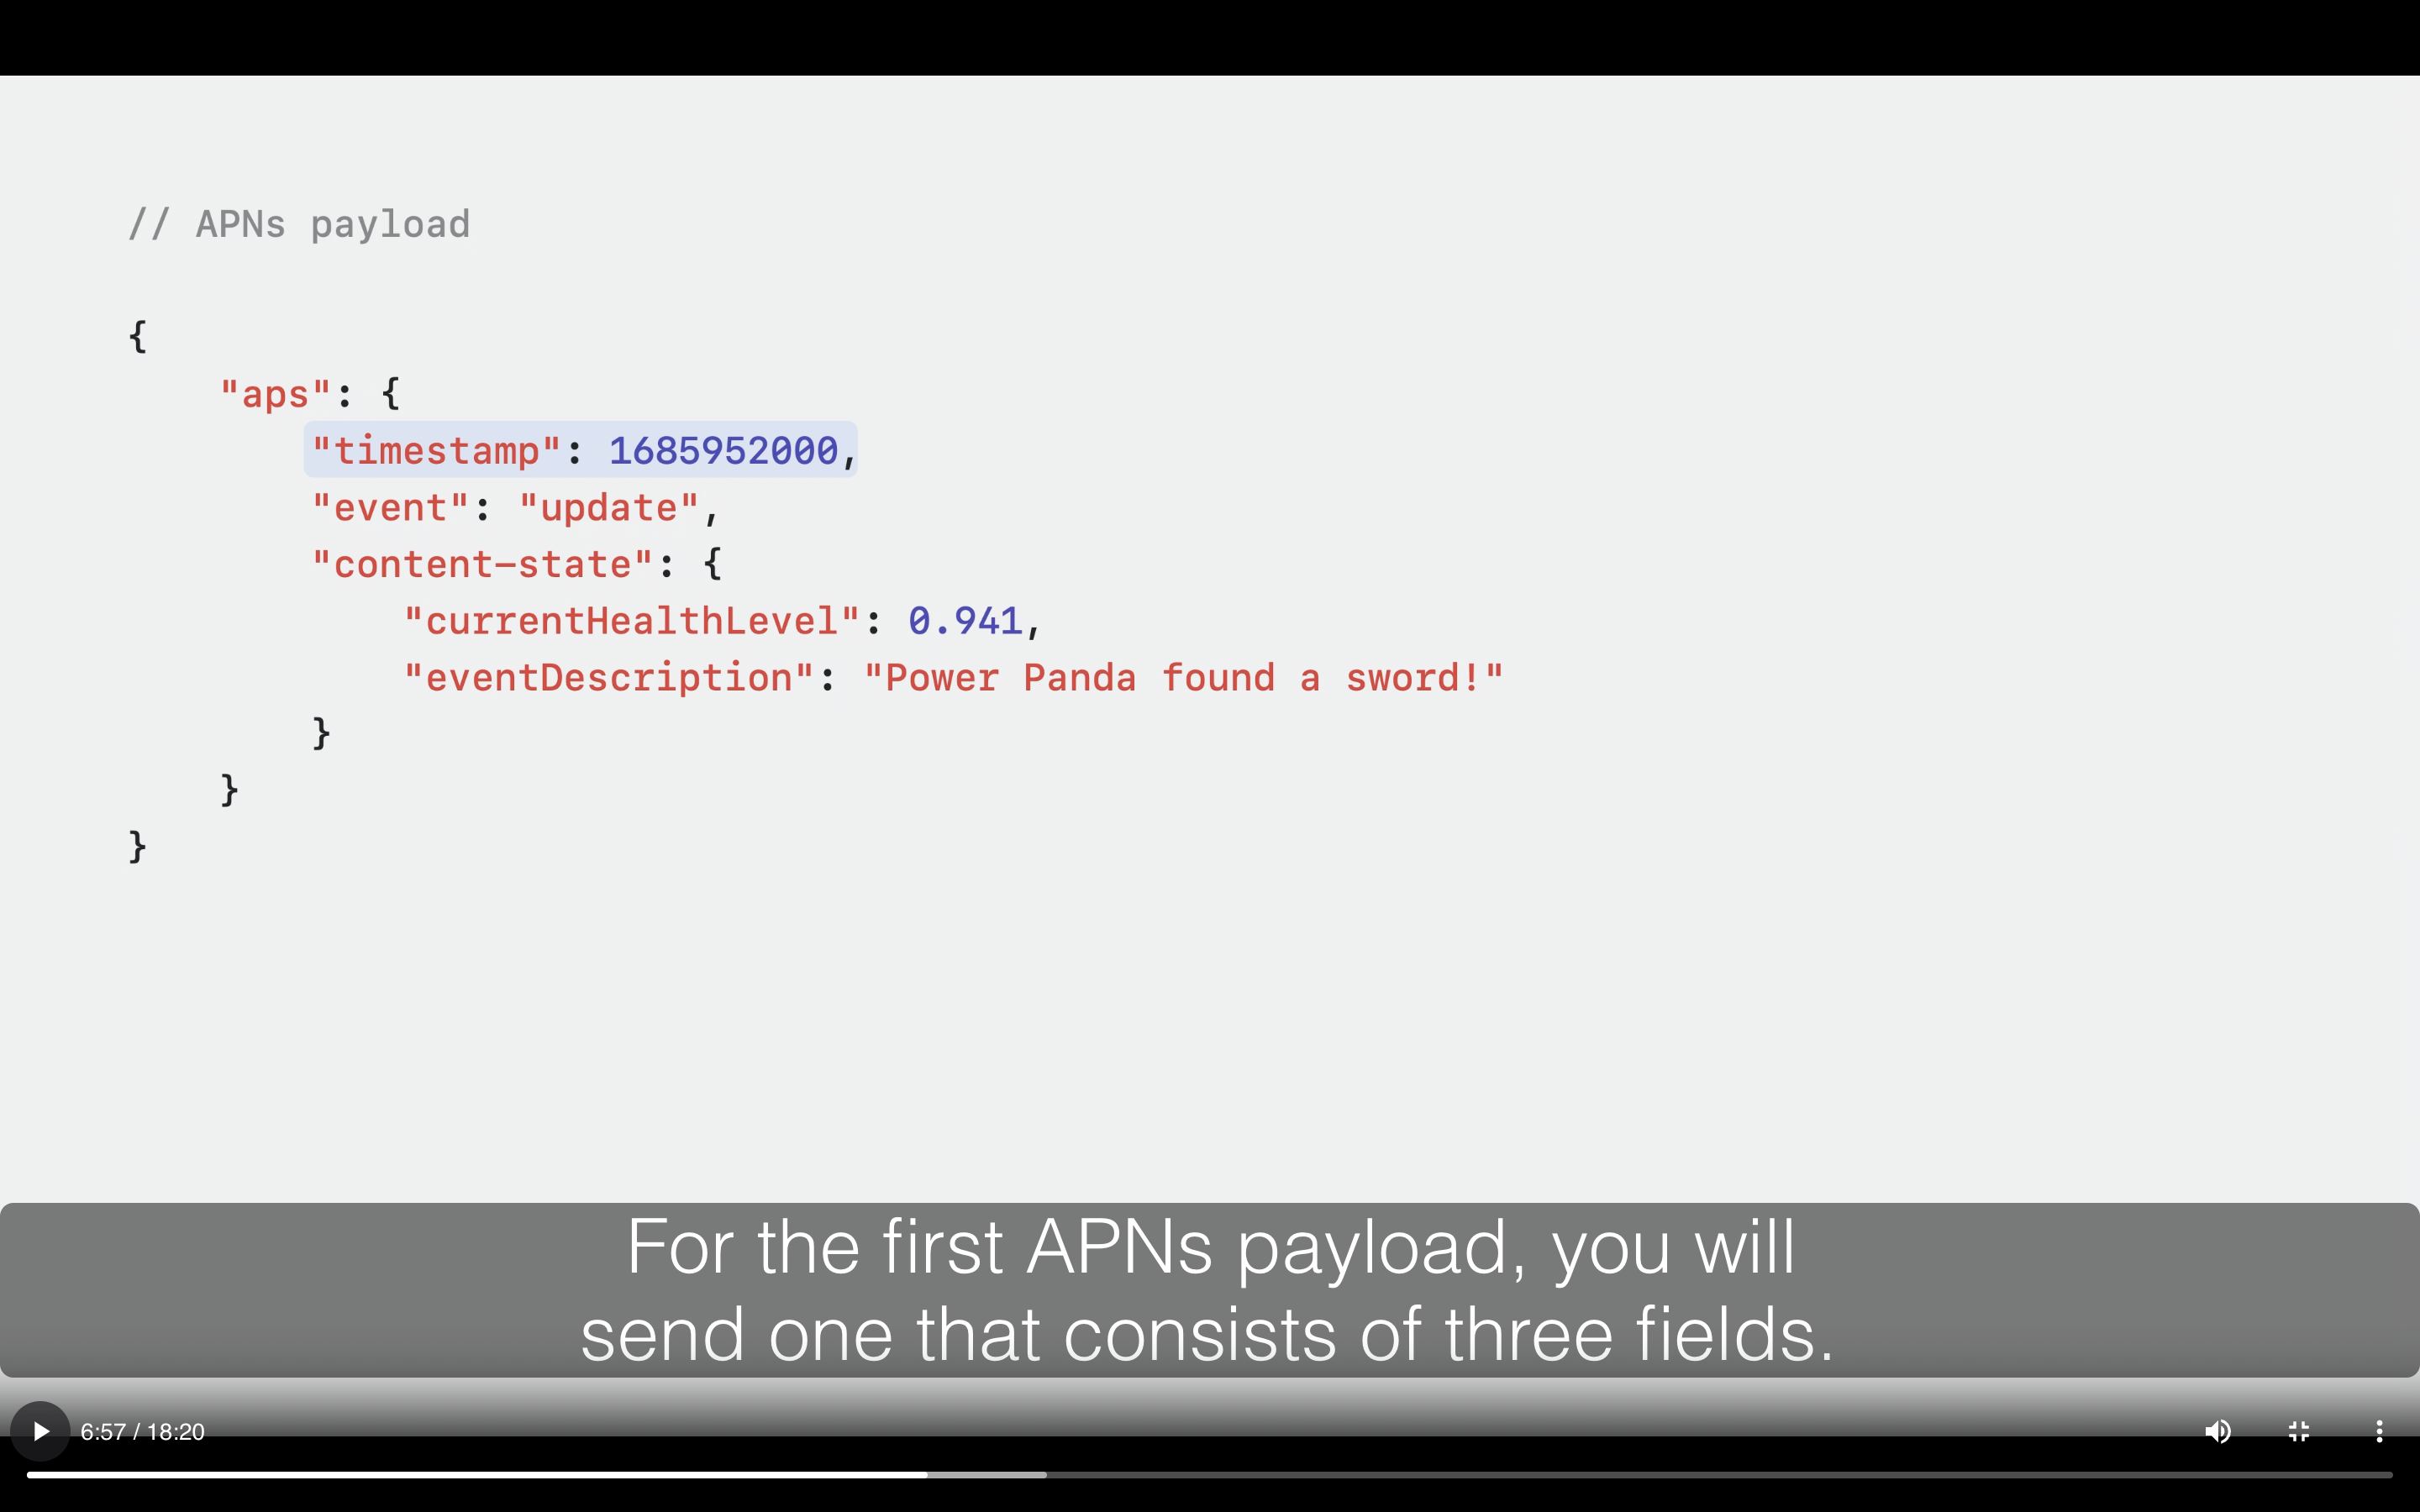 // APNs payload
{
"aps": {
"timestamp": 1685952000,
"event": "update",
"content-state": {
"currentHealthLevel": 0.941,
"eventDescription": "Power Panda found a sword!"
}
}
}
For the first APNs payload, you will
send one that consists of three fields.
6:57 / 18:20